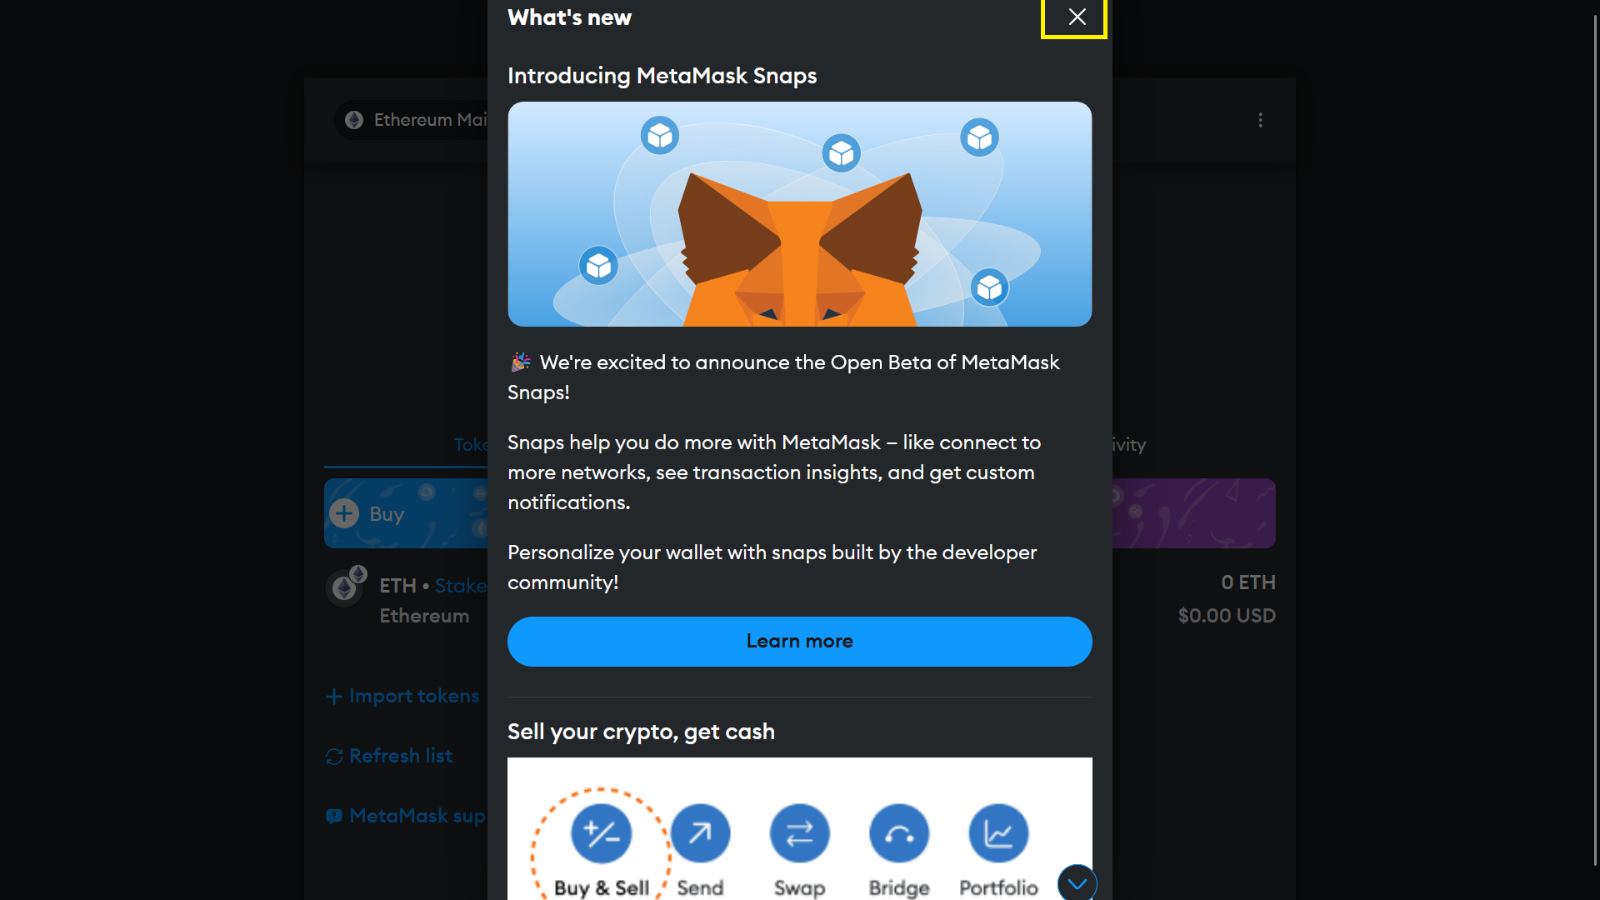 What's new
Introducing MetaMask Snaps
Ethereum Mai
We're excited to announce the Open Beta of MetaMask
Snaps!
Snaps help you do more with MetaMask – like connect to
more networks, see transaction insights, and get custom
notifications.
Personalize your wallet with snaps built by the developer
community!
Learn more
Sell your crypto, get cash
Buy & Sell Send Swap Bridge Portfolio
Toke
ivity
Buy
ETH • Stake
Ethereum
0 ETH
$0.00 USD
Import tokens
Refresh list
MetaMask sup